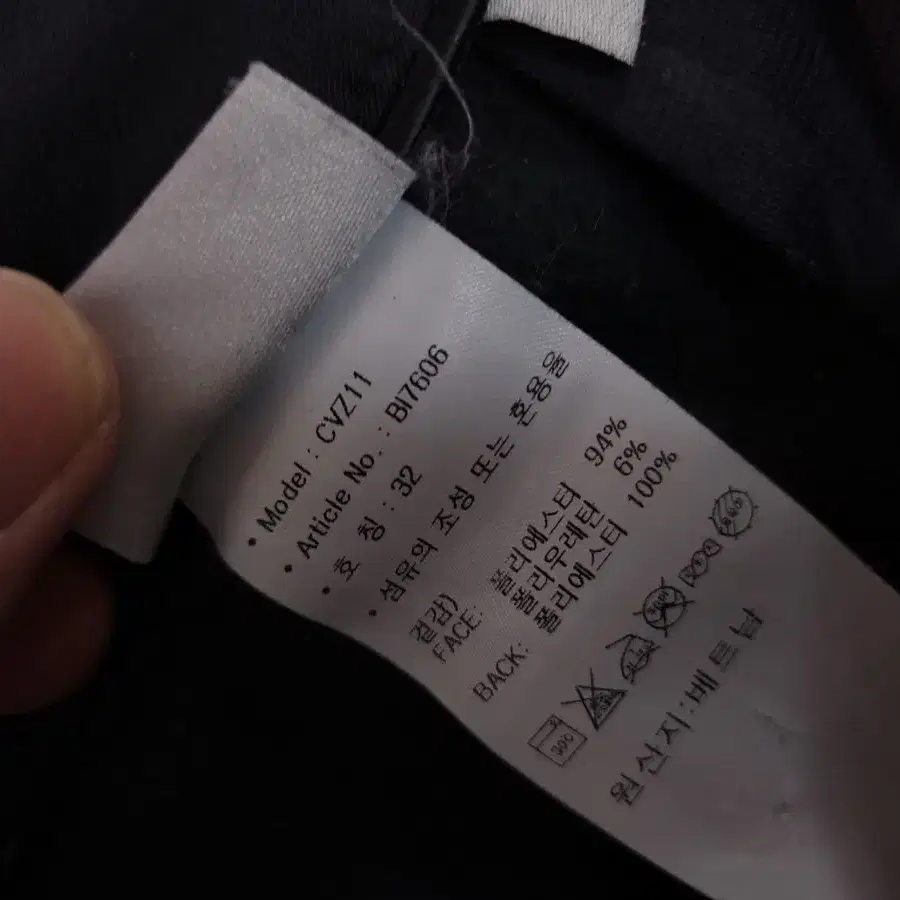 • Model : CVZ11
• Article No. : BI7606
• 호 칭 : 32
• 섬유의 조성 또는 혼용율
겉감)
FACE: 폴리에스터 94%
폴리우레탄 6%
BACK: 폴리에스터 100%
30℃
원산지:베트남